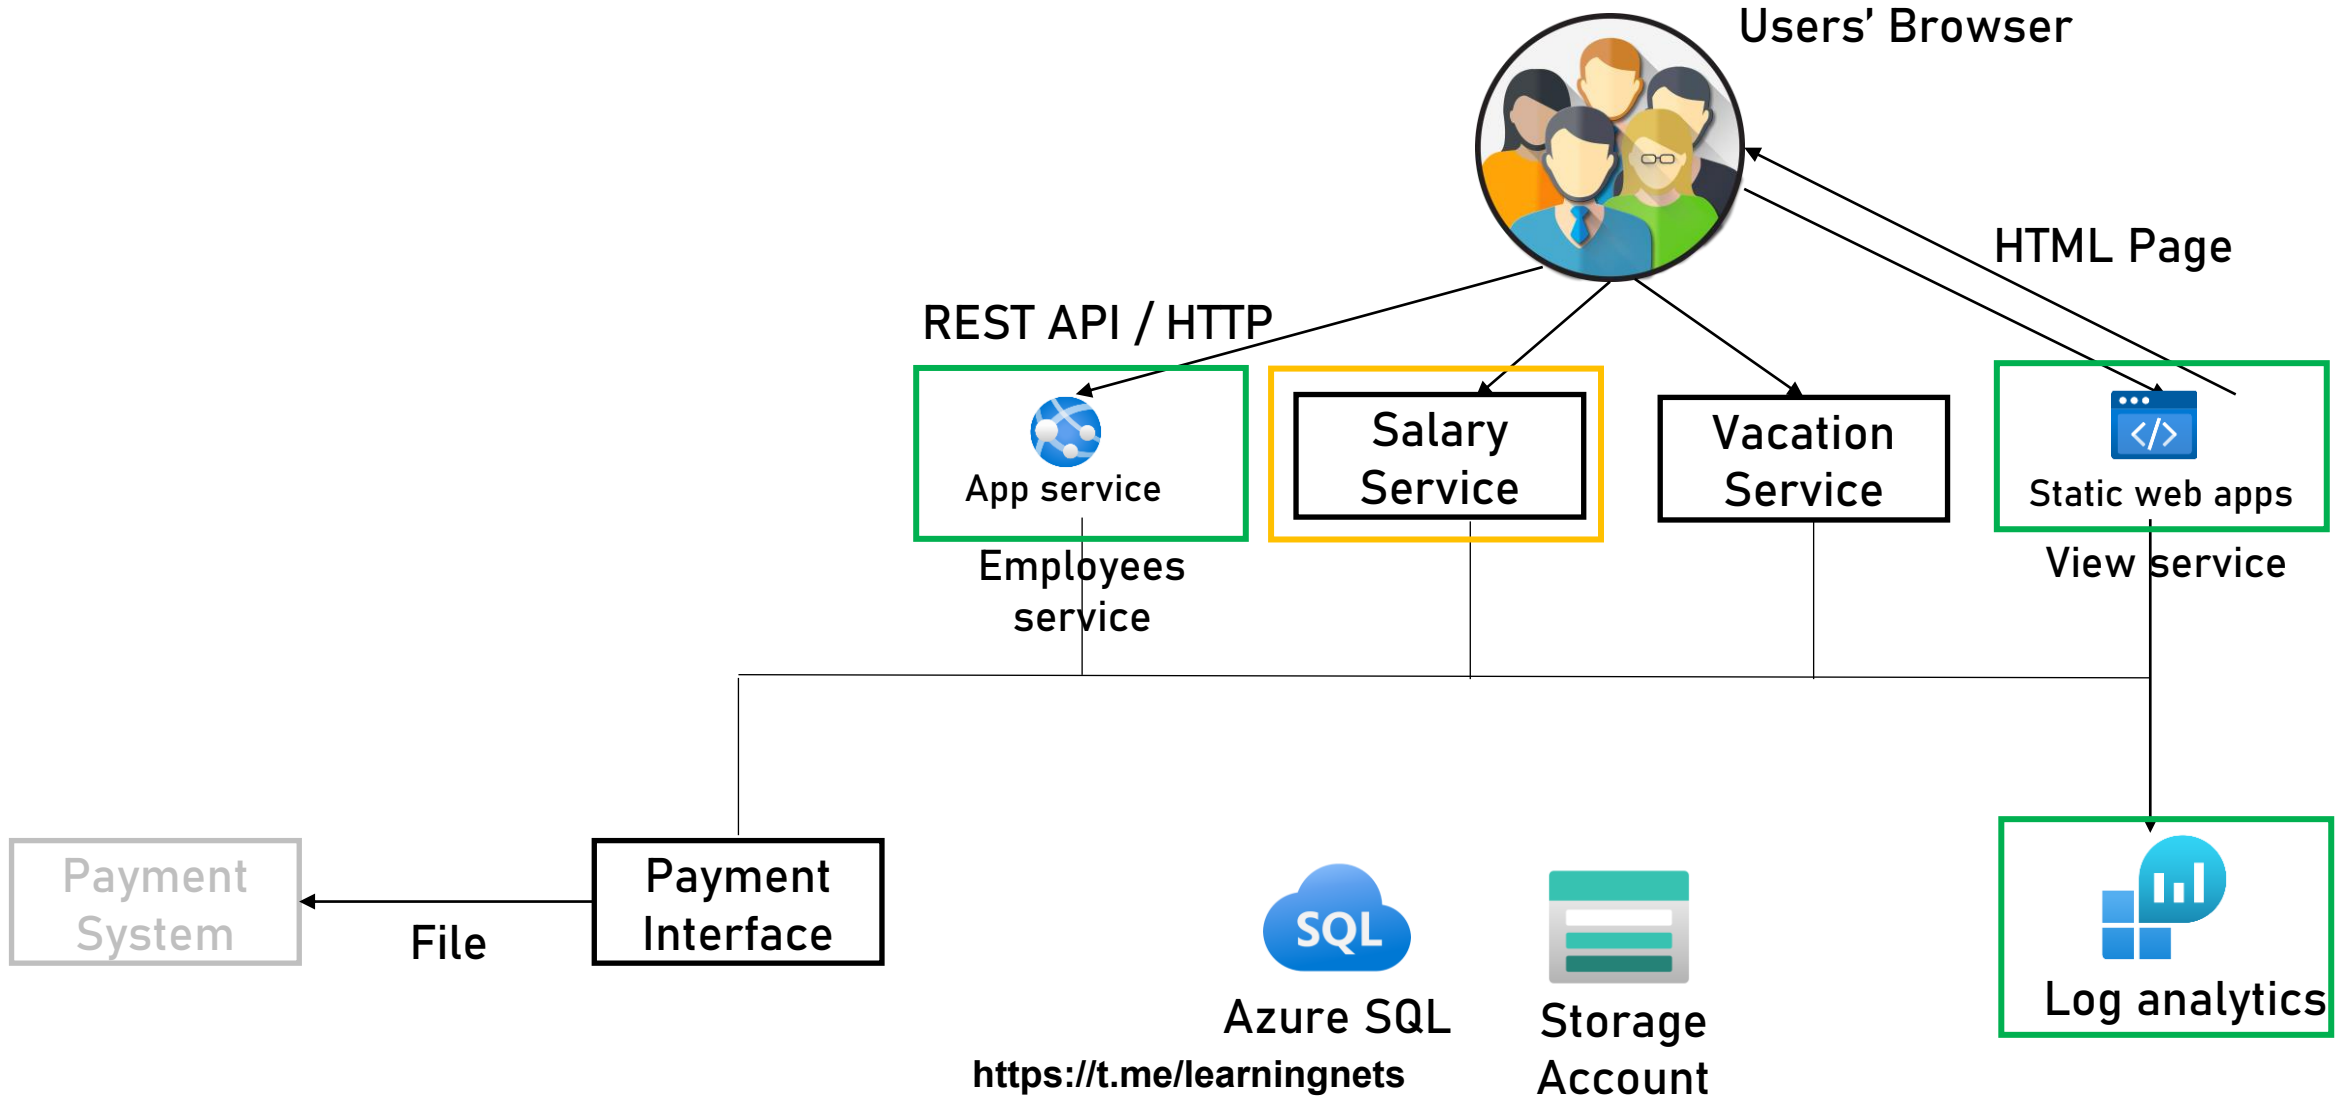 Users’ Browser
HTML Page
REST API / HTTP
App service
Employees
service
Salary
Service
Vacation
Service
Static web apps
View service
Payment
System
File
Payment
Interface
SQL
Azure SQL
Storage
Account
Log analytics
https://t.me/learningnets